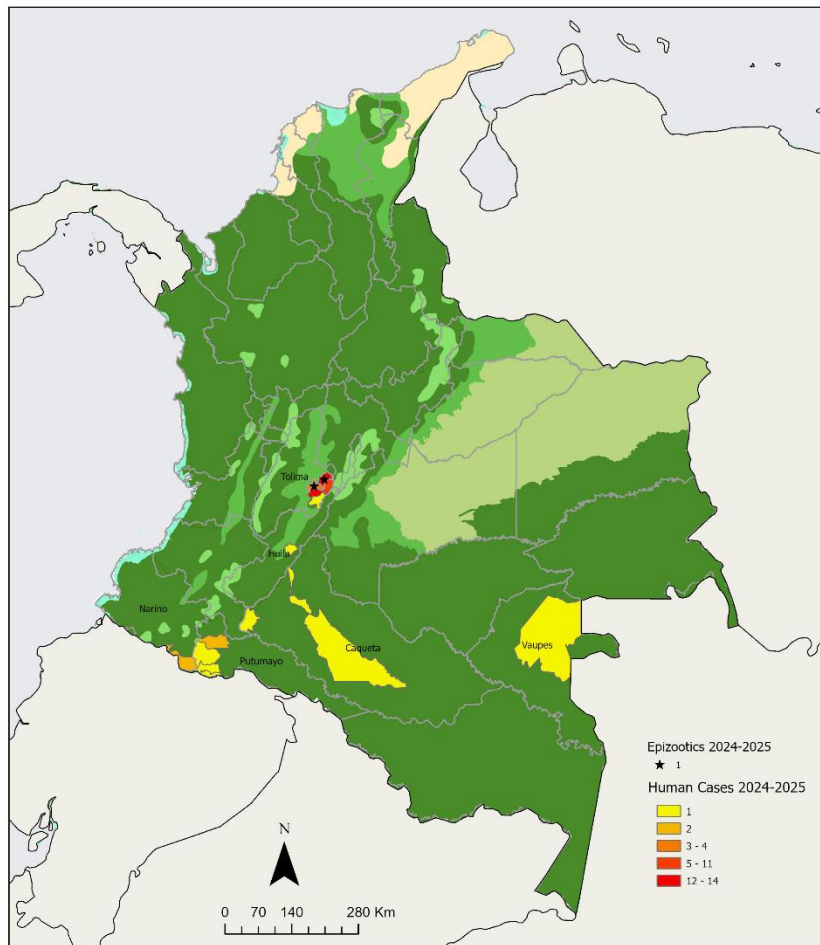 Tolima
Huila
Narino
Caqueta
Vaupes
Putumayo
Epizootics 2024-2025
1
Human Cases 2024-2025
1
2
3 - 4
5 - 11
12 - 14
N
0 70 140 280 Km